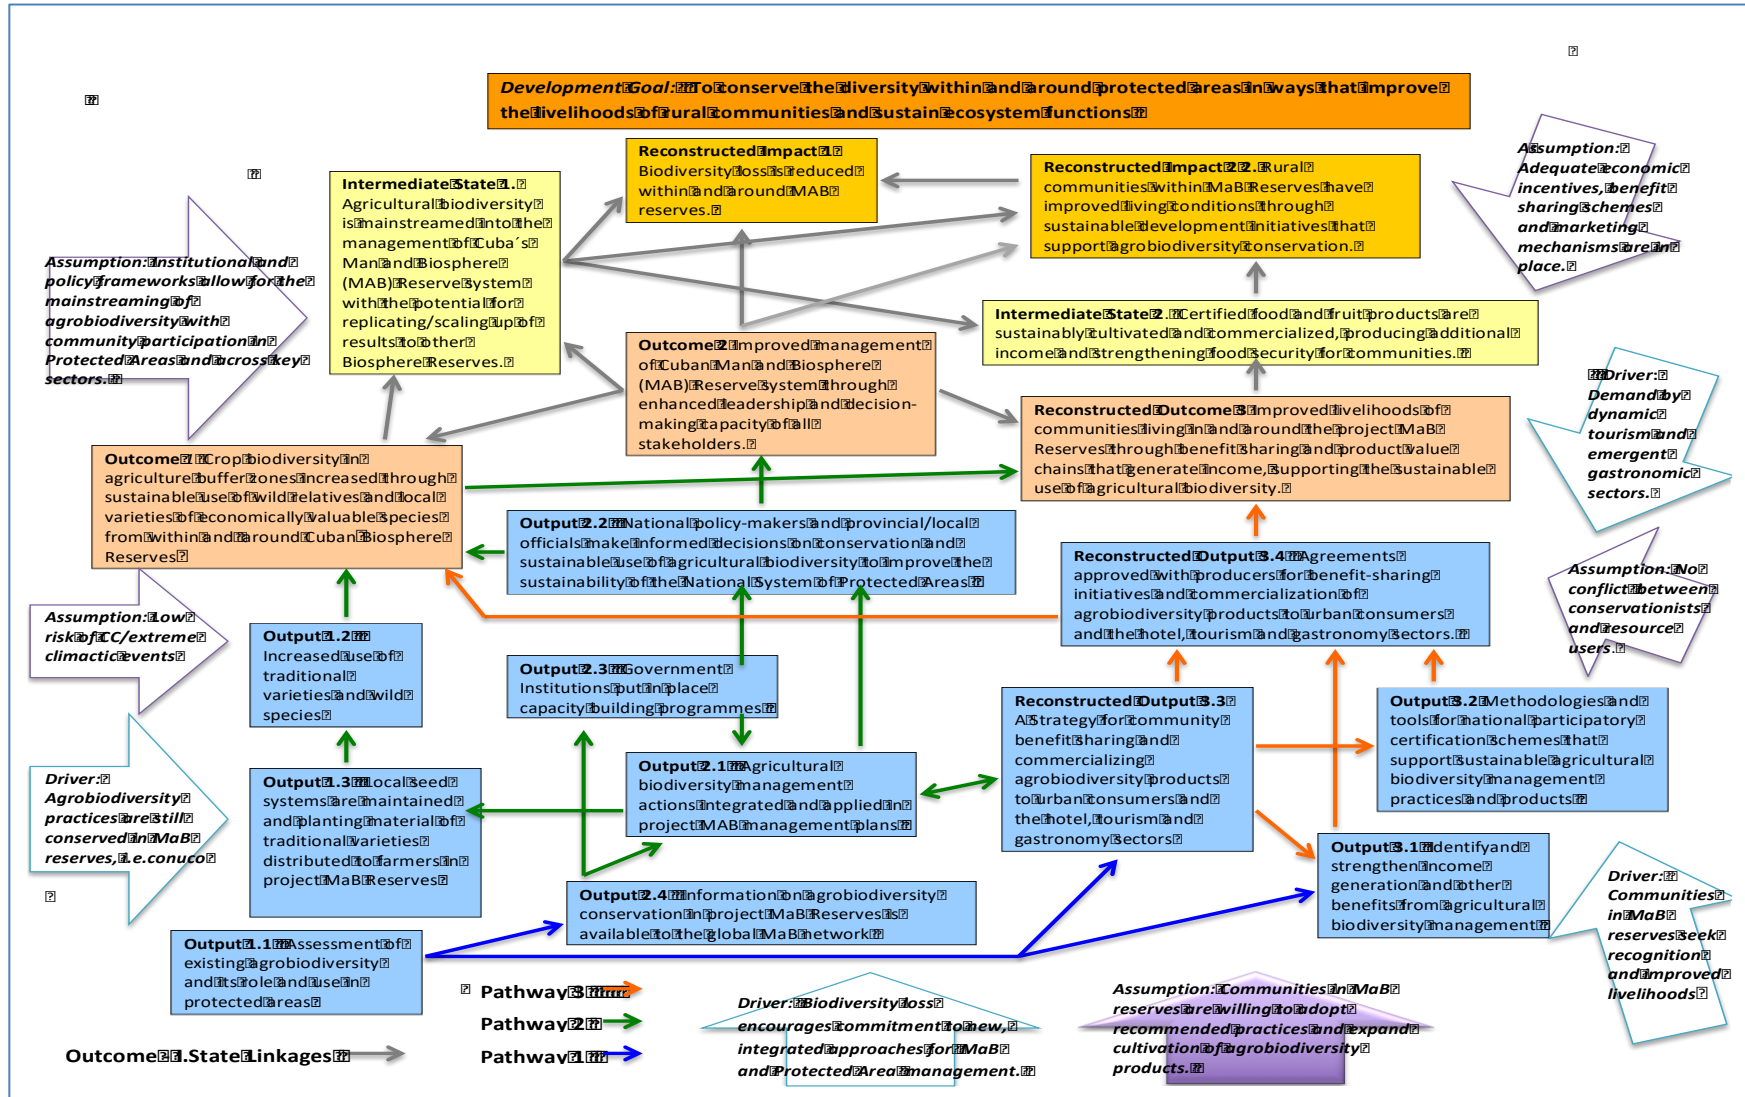 Development Goal: To conserve the diversity within and around protected areas in ways that improve
the livelihoods of rural communities and sustain ecosystem functions
Reconstructed Impact 1
Biodiversity loss is reduced
within and around MAB
reserves.
Reconstructed Impact 2 2. Rural
communities within MaB Reserves have
improved living conditions through
sustainable development initiatives that
support agrobiodiversity conservation.
Assumption:
Adequate economic
incentives, benefit
sharing schemes
and marketing
mechanisms are in
place.
Intermediate State 1.
Agricultural biodiversity
is mainstreamed into the
management of Cuba´s
Man and Biosphere
(MAB) Reserve system
with the potential for
replicating/scaling up of
results to other
Biosphere Reserves.
Assumption: Institutional and
policy frameworks allow for the
mainstreaming of
agrobiodiversity with
community participation in
Protected Areas and across key
sectors.
Intermediate State 2. Certified food and fruit products are
sustainably cultivated and commercialized, producing additional
income and strengthening food security for communities.
Outcome 2 Improved management
of Cuban Man and Biosphere
(MAB) Reserve system through
enhanced leadership and decision-
making capacity of all
stakeholders.
Driver:
Demand by
dynamic
tourism and
emergent
gastronomic
sectors.
Reconstructed Outcome 3 Improved livelihoods of
communities living in and around the project MaB
Reserves through benefit sharing and product value
chains that generate income, supporting the sustainable
use of agricultural biodiversity.
Outcome 1 Crop biodiversity in
agriculture buffer zones increased through
sustainable use of wild relatives and local
varieties of economically valuable species
from within and around Cuban Biosphere
Reserves
Output 2.2 National policy-makers and provincial/local
officials make informed decisions on conservation and
sustainable use of agricultural biodiversity to improve the
sustainability of the National System of Protected Areas
Reconstructed Output 3.4 Agreements
approved with producers for benefit-sharing
initiatives and commercialization of
agrobiodiversity products to urban consumers
and the hotel, tourism and gastronomy sectors.
Assumption: No
conflict between
conservationists
and resource
users.
Assumption: Low
risk of CC/extreme
climactic events
Output 1.2
Increased use of
traditional
varieties and wild
species
Output 2.3 Government
Institutions put in place
capacity building programmes
Reconstructed Output 3.3
A Strategy for community
benefit sharing and
commercializing
agrobiodiversity products
to urban consumers and
the hotel, tourism and
gastronomy sectors
Output 3.2 Methodologies and
tools for national participatory
certification schemes that
support sustainable agricultural
biodiversity management
practices and products
Driver:
Agrobiodiversity
practices are still
conserved in MaB
reserves, i.e.conuco
Output 1.3 Local seed
systems are maintained
and planting material of
traditional varieties
distributed to farmers in
project MaB Reserves
Output 2.1 Agricultural
biodiversity management
actions integrated and applied in
project MAB management plans
Output 3.1 Identifyand
strengthen income
generation and other
benefits from agricultural
biodiversity management
Output 2.4 Information on agrobiodiversity
conservation in project MaB Reserves is
available to the global MaB network
Driver:
Communities
in MaB
reserves seek
recognition
and improved
livelihoods
Output 1.1 Assessment of
existing agrobiodiversity
and its role and use in
protected areas
Pathway 3
Pathway 2
Pathway 1
Outcome - I.State Linkages
Driver: Biodiversity loss
encourages commitment to new,
integrated approaches for MaB
and Protected Area management.
Assumption: Communities in MaB
reserves are willing to adopt
recommended practices and expand
cultivation of agrobiodiversity
products.